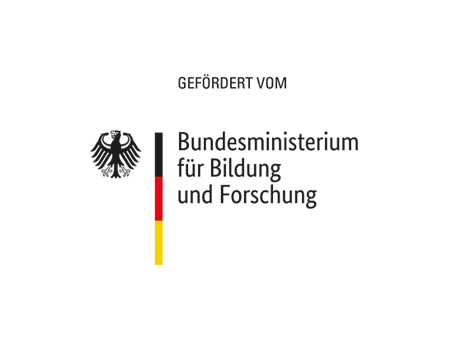 GEFÖRDERT VOM
Bundesministerium
für Bildung
und Forschung